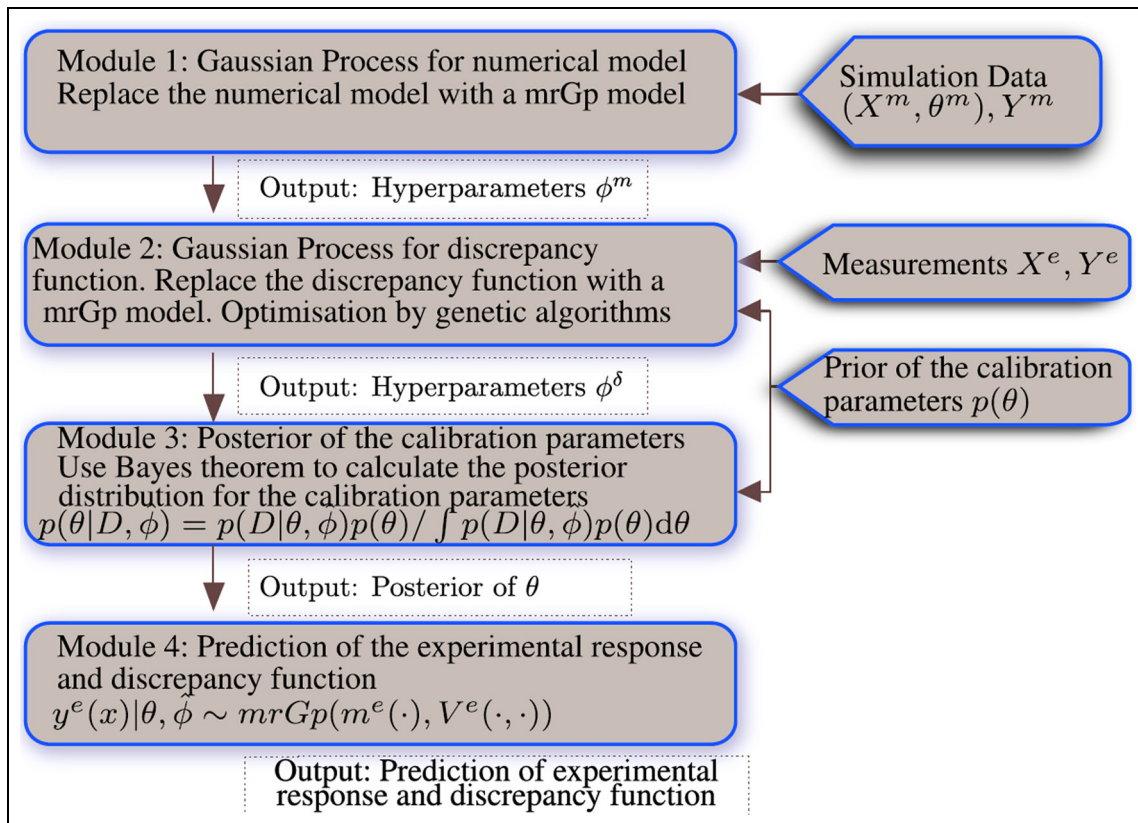 Module 1: Gaussian Process for numerical model
Replace the numerical model with a mrGp model
Simulation Data
(X^m, θ^m), Y^m
Output: Hyperparameters ϕ^m
Module 2: Gaussian Process for discrepancy
function. Replace the discrepancy function with a
mrGp model. Optimisation by genetic algorithms
Measurements X^e, Y^e
Prior of the calibration
parameters p(θ)
Output: Hyperparameters ϕ^δ
Module 3: Posterior of the calibration parameters
Use Bayes theorem to calculate the posterior
distribution for the calibration parameters
p(θ|D, ϕ̂) = p(D|θ, ϕ̂)p(θ)/ ∫ p(D|θ, ϕ̂)p(θ)dθ
Output: Posterior of θ
Module 4: Prediction of the experimental response
and discrepancy function
y^e(x)|θ, ϕ̂ ∼ mrGp(m^e(·), V^e(·, ·))
Output: Prediction of experimental
response and discrepancy function